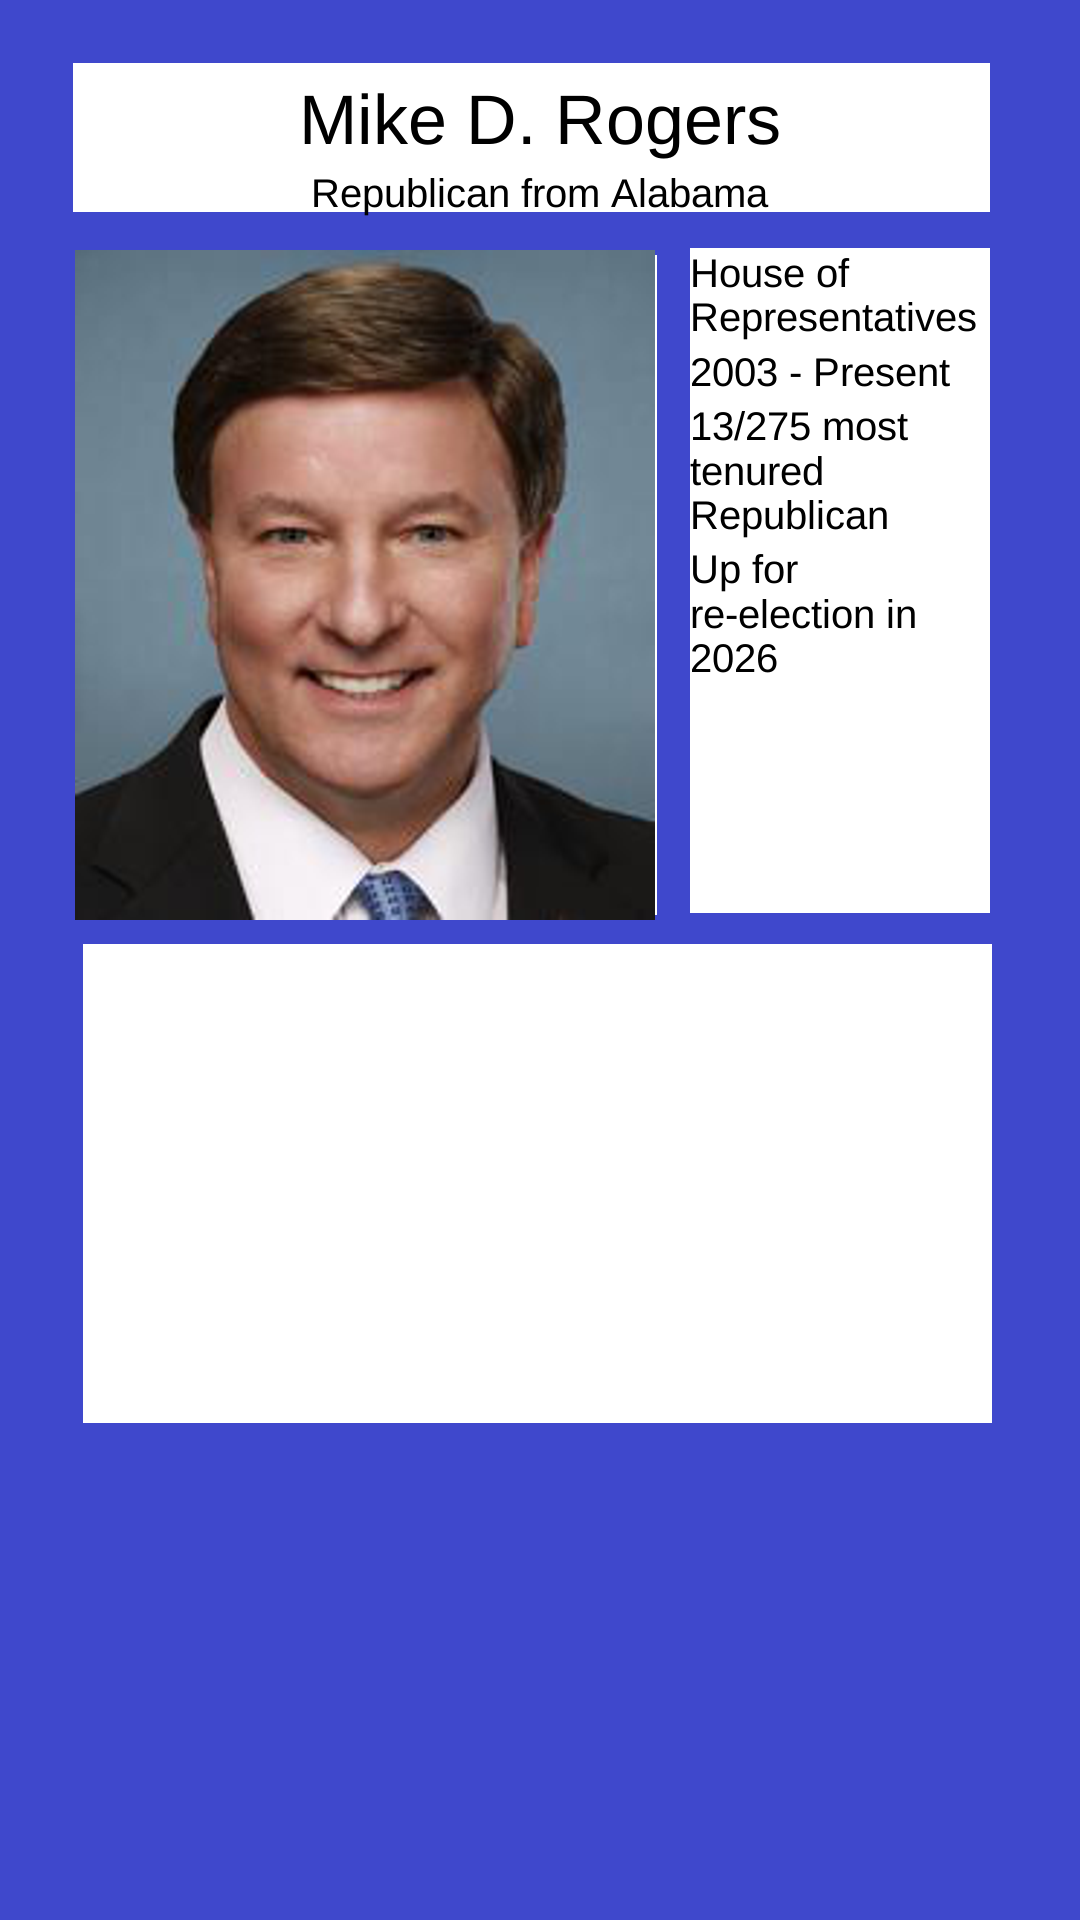 Mike D. Rogers
Republican from Alabama
House of
Representatives
2003 - Present
13/275 most
tenured
Republican
Up for
re-election in
2026